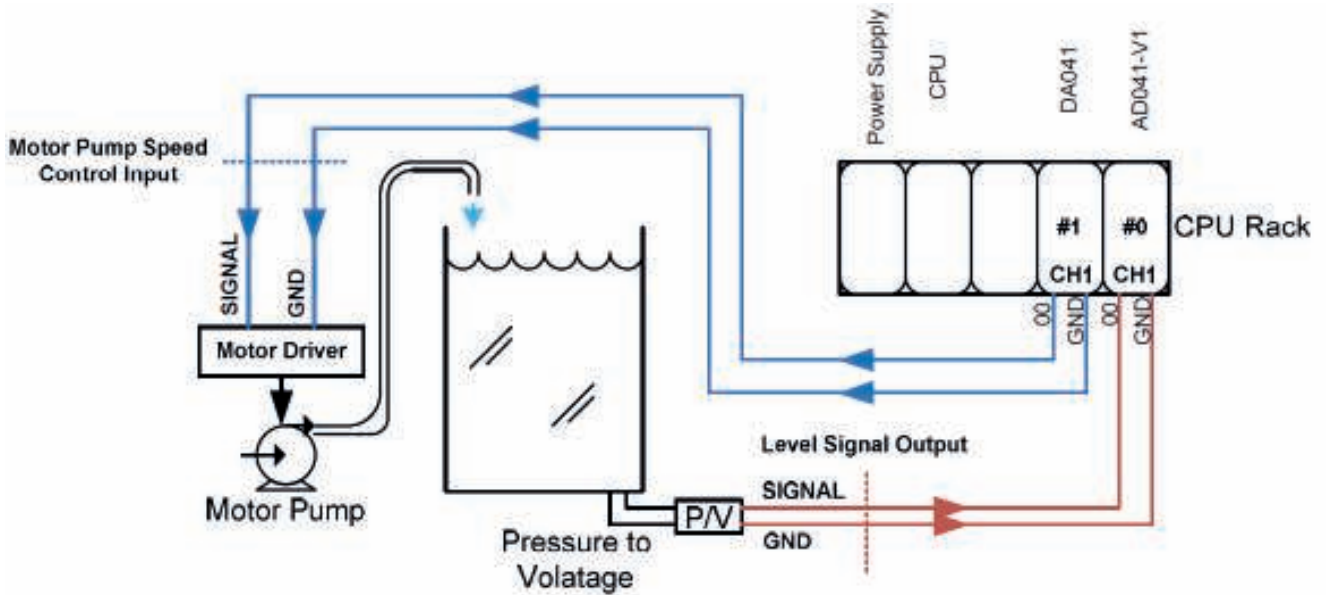 Power Supply
CPU
DA041
AD041-V1
Motor Pump Speed
Control Input
SIGNAL
GND
#1
#0
CPU Rack
CH1
CH1
00
GND
00
GND
Motor Driver
Motor Pump
Level Signal Output
SIGNAL
P/V
GND
Pressure to
Volatage